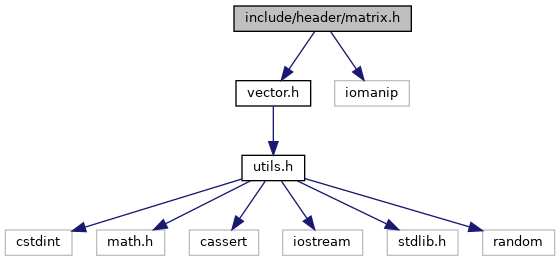 include/header/matrix.h
vector.h
iomanip
utils.h
cstdint
math.h
cassert
iostream
stdlib.h
random